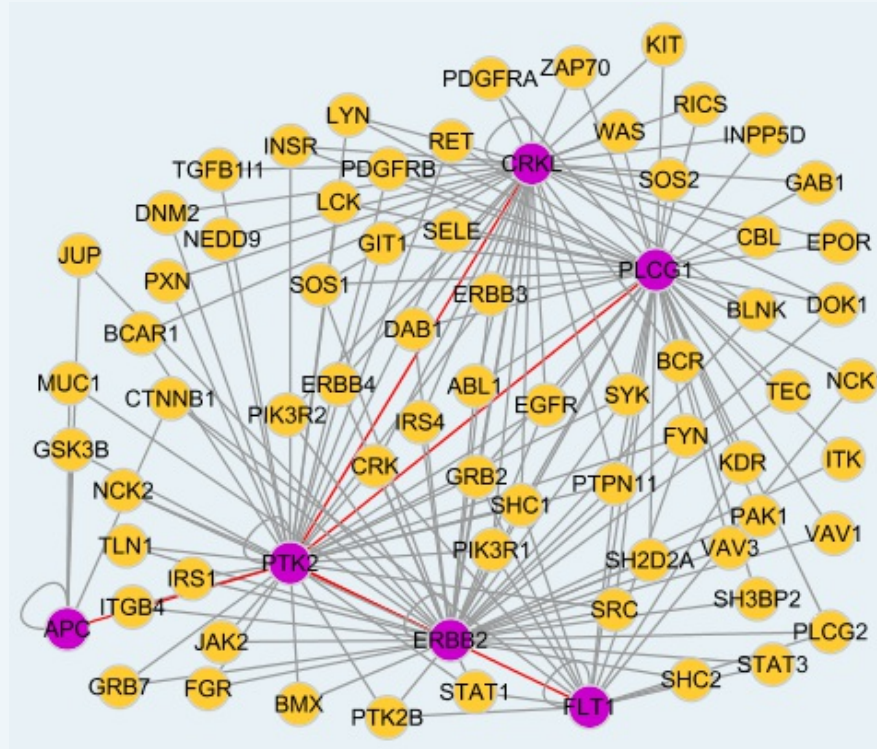 KIT
ZAP70
PDGFRA
RICS
LYN
WAS
INPP5D
RET
INSR
CRKL
TGFB1I1
PDGFRB
SOS2
GAB1
DNM2
LCK
NEDD9
GIT1
SELE
CBL
EPOR
JUP
PLCG1
PXN
SOS1
ERBB3
BLNK
DOK1
BCAR1
DAB1
BCR
MUC1
CTNNB1
ERBB4
ABL1
EGFR
SYK
TEC
PIK3R2
IRS4
FYN
GSK3B
CRK
KDR
ITK
NCK2
GRB2
PTPN11
SHC1
PAK1
TLN1
PTK2
PIK3R1
SH2D2A
VAV3
VAV1
IRS1
ITGB4
SRC
SH3BP2
APC
JAK2
ERBB2
PLCG2
STAT3
GRB7
FGR
STAT1
SHC2
BMX
PTK2B
FLT1